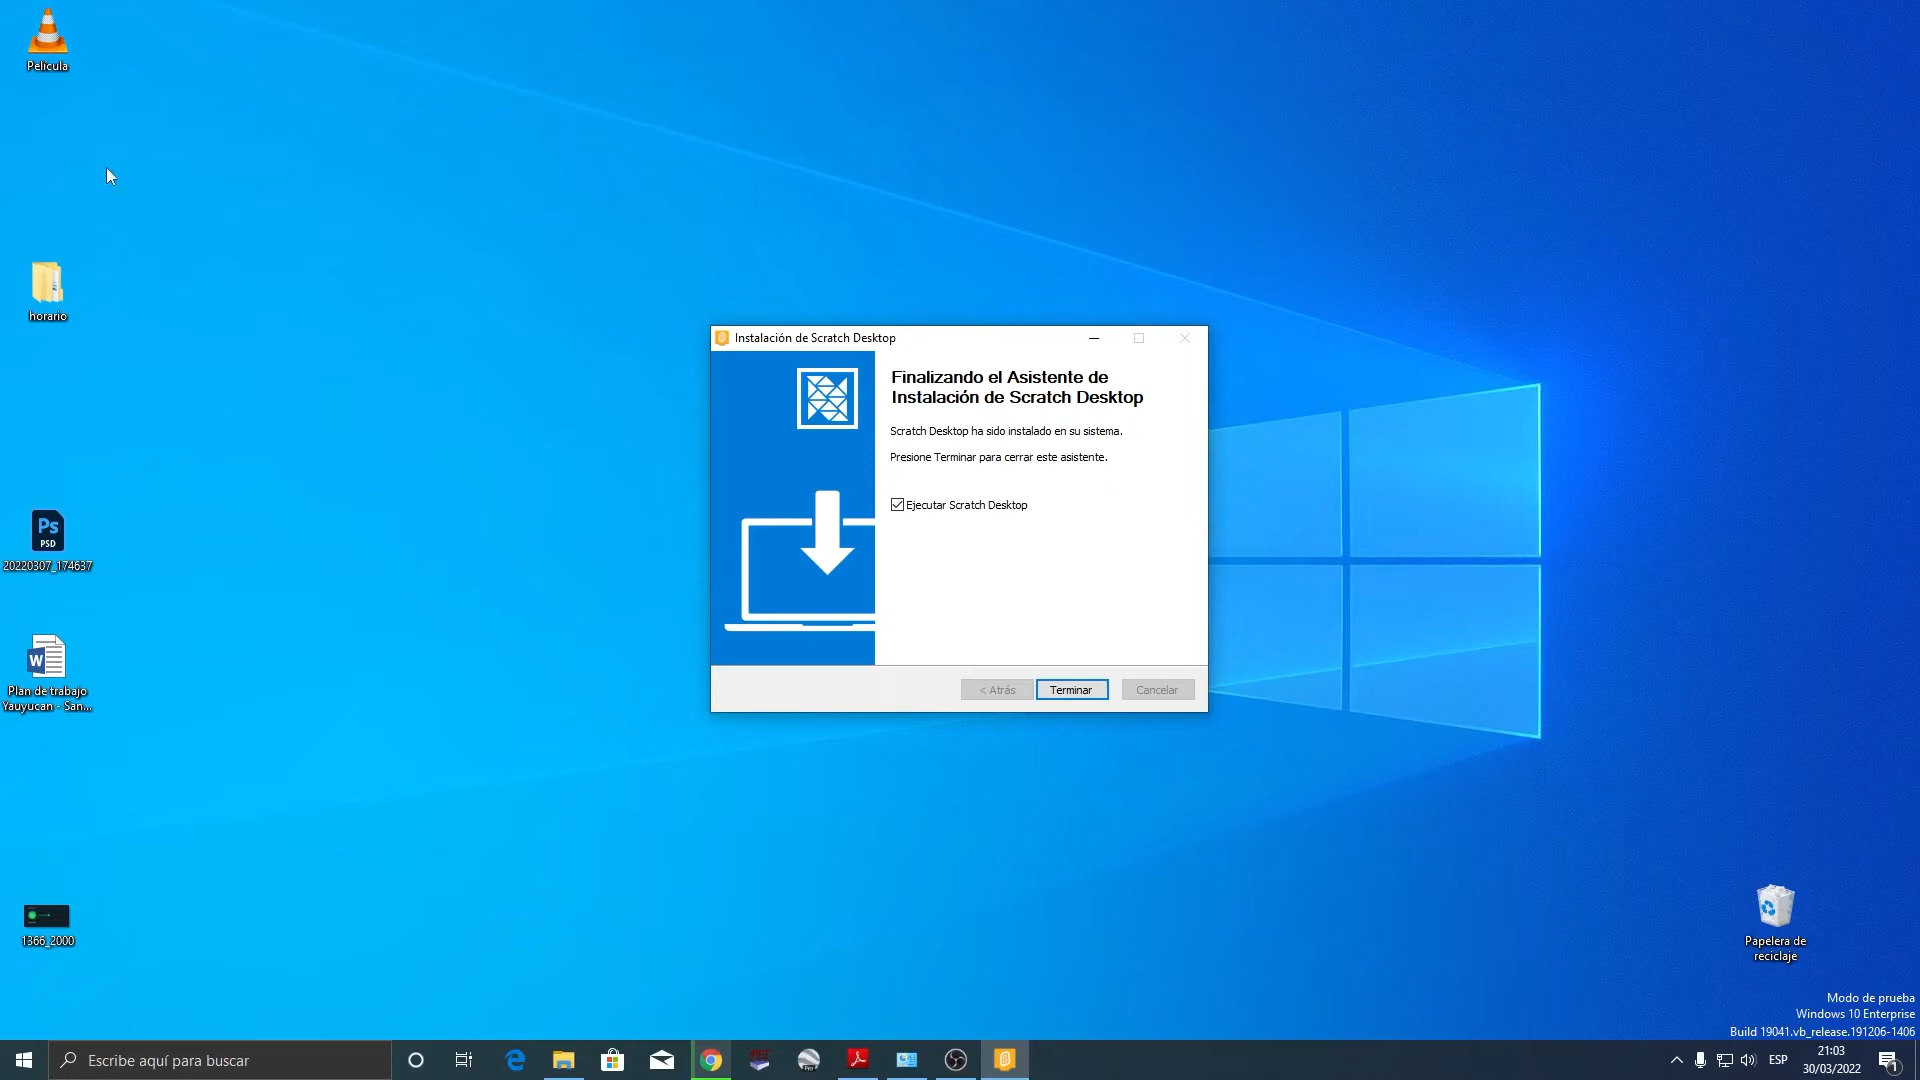 Película
horario
Ps
PSD
20220307_174637
W
Plan de trabajo
Yauyucan - San...
1366_2000
Instalación de Scratch Desktop
Finalizando el Asistente de
Instalación de Scratch Desktop
Scratch Desktop ha sido instalado en su sistema.
Presione Terminar para cerrar este asistente.
Ejecutar Scratch Desktop
< Atrás
Terminar
Cancelar
Papelera de
reciclaje
Modo de prueba
Windows 10 Enterprise
Build 19041.vb_release.191206-1406
Escribe aquí para buscar
Pro
ESP
21:03
30/03/2022
1